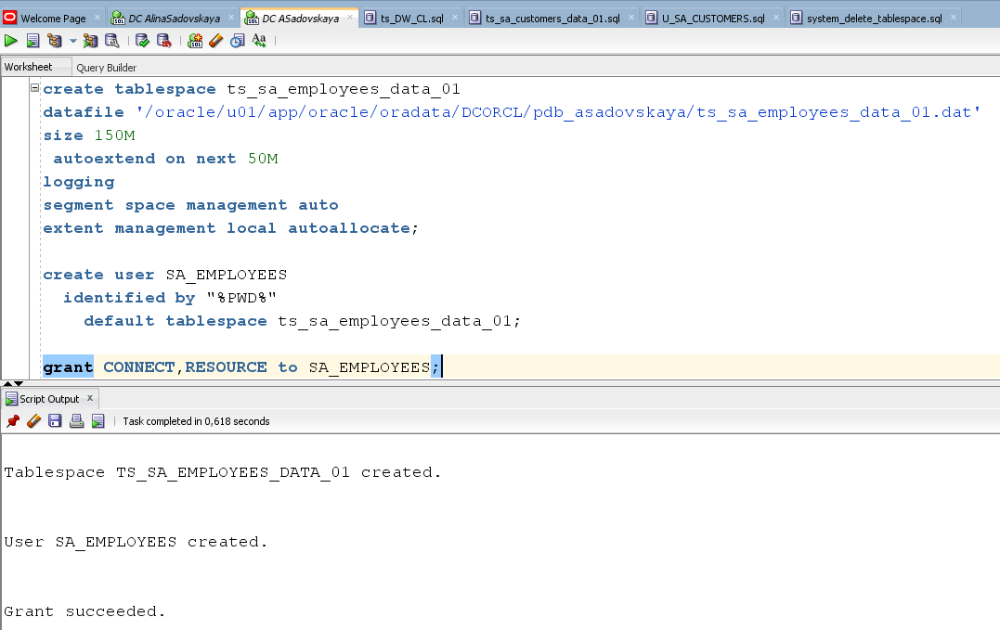 Welcome Page DC AlinaSadovskaya DC ASadovskaya ts_DW_CL.sql ts_sa_customers_data_01.sql U_SA_CUSTOMERS.sql system_delete_tablespace.sql
Worksheet Query Builder
create tablespace ts_sa_employees_data_01
datafile '/oracle/u01/app/oracle/oradata/DCORCL/pdb_asadovskaya/ts_sa_employees_data_01.dat'
size 150M
autoextend on next 50M
logging
segment space management auto
extent management local autoallocate;
create user SA_EMPLOYEES
identified by "%PWD%"
default tablespace ts_sa_employees_data_01;
grant CONNECT,RESOURCE to SA_EMPLOYEES;
Script Output
Task completed in 0,618 seconds
Tablespace TS_SA_EMPLOYEES_DATA_01 created.
User SA_EMPLOYEES created.
Grant succeeded.